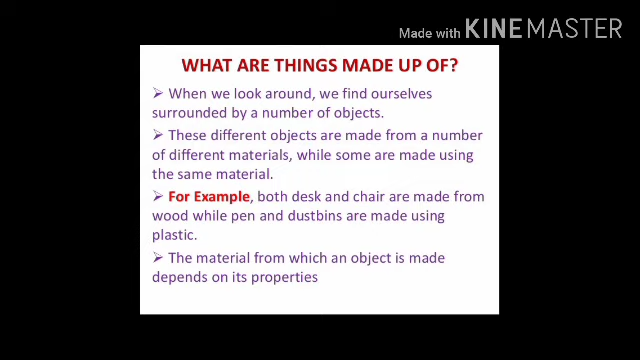 Made with KINEMASTER
WHAT ARE THINGS MADE UP OF?
➢ When we look around, we find ourselves
surrounded by a number of objects.
➢ These different objects are made from a number
of different materials, while some are made using
the same material.
➢ For Example, both desk and chair are made from
wood while pen and dustbins are made using
plastic.
➢ The material from which an object is made
depends on its properties